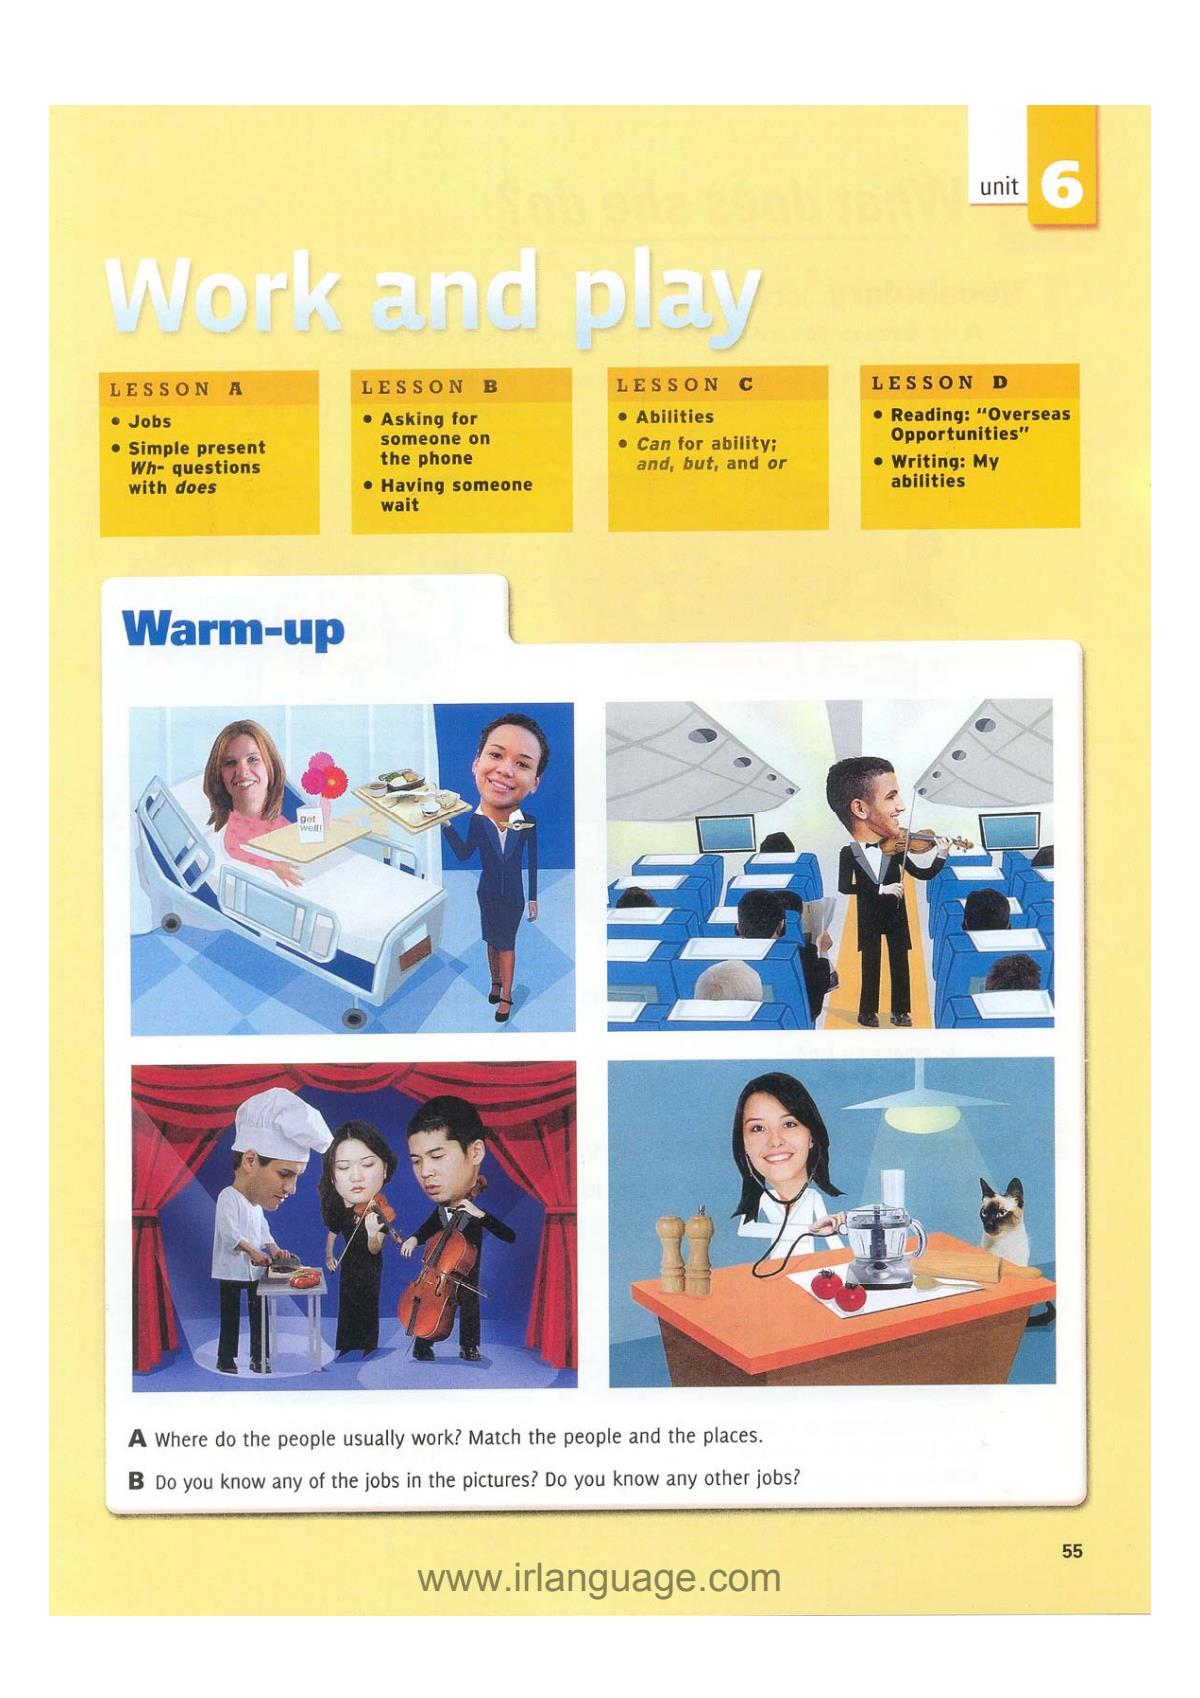 unit 6
Work and play
LESSON A
• Jobs
• Simple present
Wh- questions
with does
LESSON B
• Asking for
someone on
the phone
• Having someone
wait
LESSON C
• Abilities
• Can for ability;
and, but, and or
LESSON D
• Reading: “Overseas
Opportunities”
• Writing: My
abilities
Warm-up
get
well!
A Where do the people usually work? Match the people and the places.
B Do you know any of the jobs in the pictures? Do you know any other jobs?
55
www.irlanguage.com